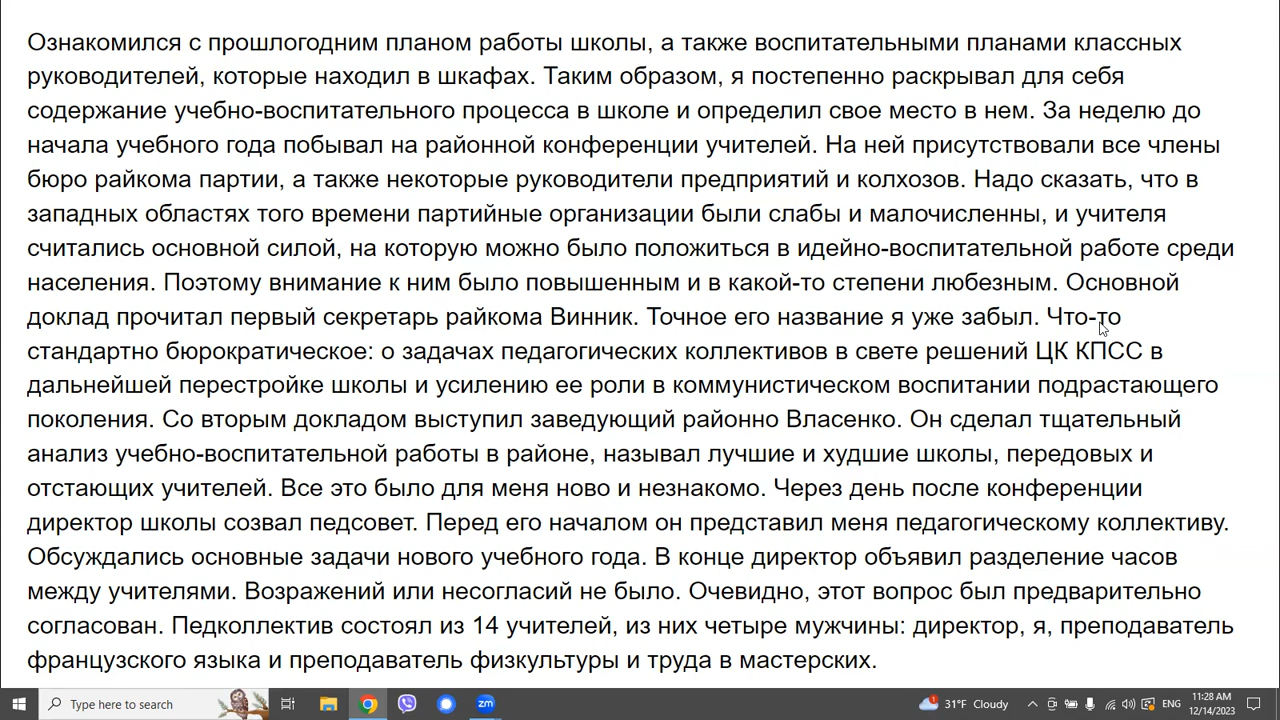 Ознакомился с прошлогодним планом работы школы, а также воспитательными планами классных
руководителей, которые находил в шкафах. Таким образом, я постепенно раскрывал для себя
содержание учебно-воспитательного процесса в школе и определил свое место в нем. За неделю до
начала учебного года побывал на районной конференции учителей. На ней присутствовали все члены
бюро райкома партии, а также некоторые руководители предприятий и колхозов. Надо сказать, что в
западных областях того времени партийные организации были слабы и малочисленны, и учителя
считались основной силой, на которую можно было положиться в идейно-воспитательной работе среди
населения. Поэтому внимание к ним было повышенным и в какой-то степени любезным. Основной
доклад прочитал первый секретарь райкома Винник. Точное его название я уже забыл. Что-то
стандартно бюрократическое: о задачах педагогических коллективов в свете решений ЦК КПСС в
дальнейшей перестройке школы и усилению ее роли в коммунистическом воспитании подрастающего
поколения. Со вторым докладом выступил заведующий районно Власенко. Он сделал тщательный
анализ учебно-воспитательной работы в районе, называл лучшие и худшие школы, передовых и
отстающих учителей. Все это было для меня ново и незнакомо. Через день после конференции
директор школы созвал педсовет. Перед его началом он представил меня педагогическому коллективу.
Обсуждались основные задачи нового учебного года. В конце директор объявил разделение часов
между учителями. Возражений или несогласий не было. Очевидно, этот вопрос был предварительно
согласован. Педколлектив состоял из 14 учителей, из них четыре мужчины: директор, я, преподаватель
французского языка и преподаватель физкультуры и труда в мастерских.
Type here to search
zm
1
31°F Cloudy
ENG
11:28 AM
12/14/2023